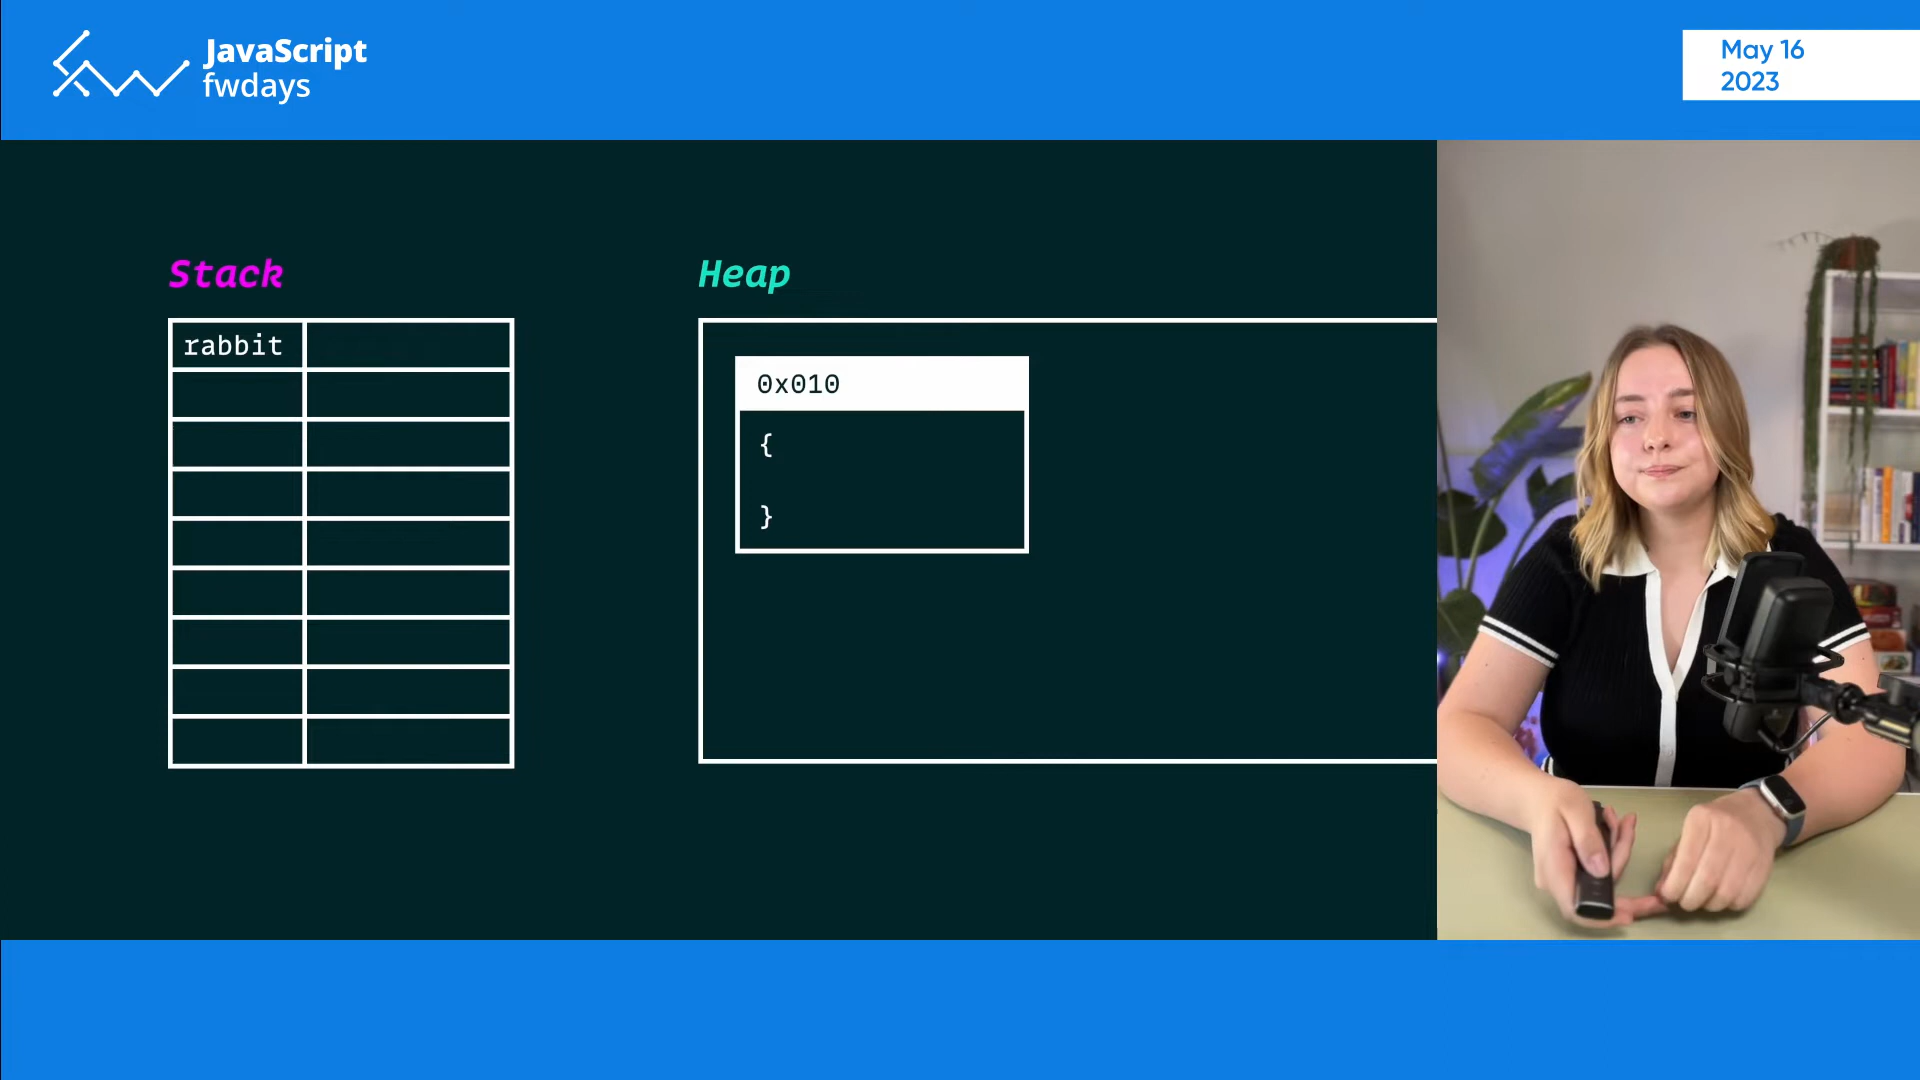 JavaScript
fwdays
May 16
2023
Stack
Heap
rabbit
0x010
{
}